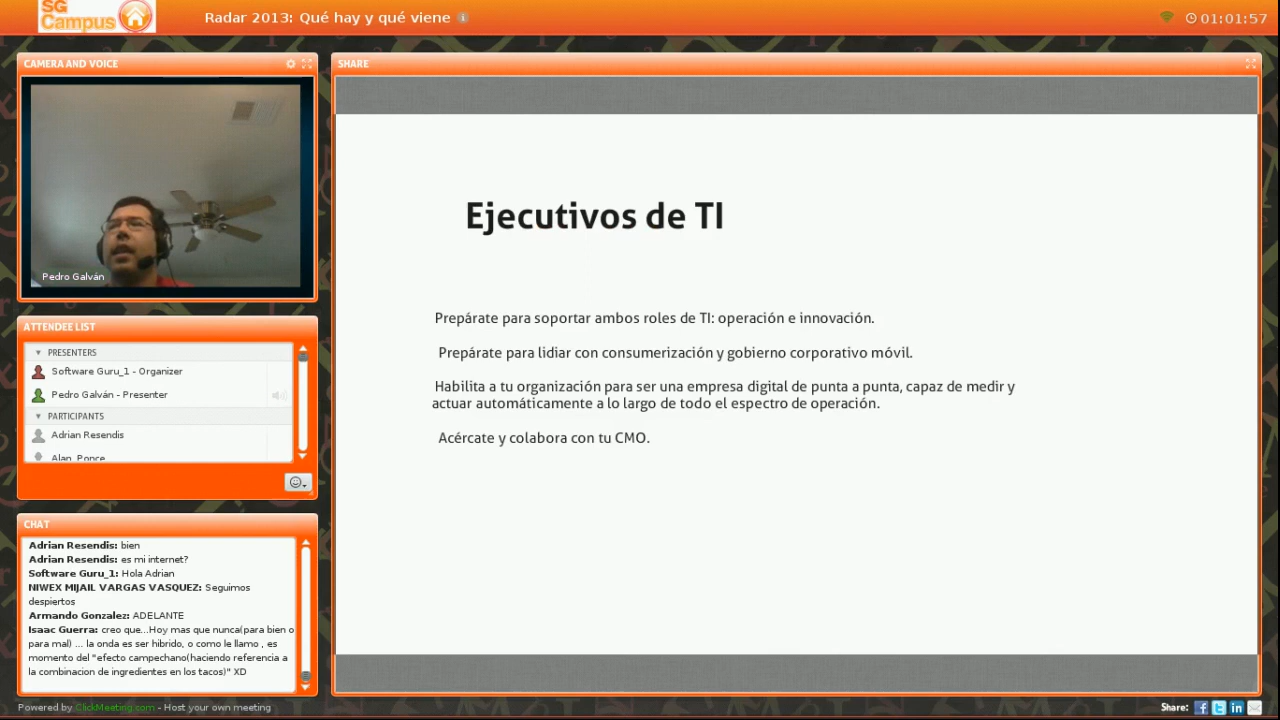 SG
Campus
Radar 2013: Qué hay y qué viene
01:01:57
CAMERA AND VOICE
Pedro Galván
ATTENDEE LIST
PRESENTERS
Software Guru_1 - Organizer
Pedro Galván - Presenter
PARTICIPANTS
Adrian Resendis
Alan Ponce
CHAT
Adrian Resendis: bien
Adrian Resendis: es mi internet?
Software Guru_1: Hola Adrian
NIWEX MIJAIL VARGAS VASQUEZ: Seguimos
despiertos
Armando Gonzalez: ADELANTE
Isaac Guerra: creo que...Hoy mas que nunca(para bien o
para mal) ... la onda es ser hibrido, o como le llamo , es
momento del "efecto campechano(haciendo referencia a
la combinacion de ingredientes en los tacos)" XD
SHARE
Ejecutivos de TI
Prepárate para soportar ambos roles de TI: operación e innovación.
Prepárate para lidiar con consumerización y gobierno corporativo móvil.
Habilita a tu organización para ser una empresa digital de punta a punta, capaz de medir y
actuar automáticamente a lo largo de todo el espectro de operación.
Acércate y colabora con tu CMO.
Powered by ClickMeeting.com - Host your own meeting
Share: